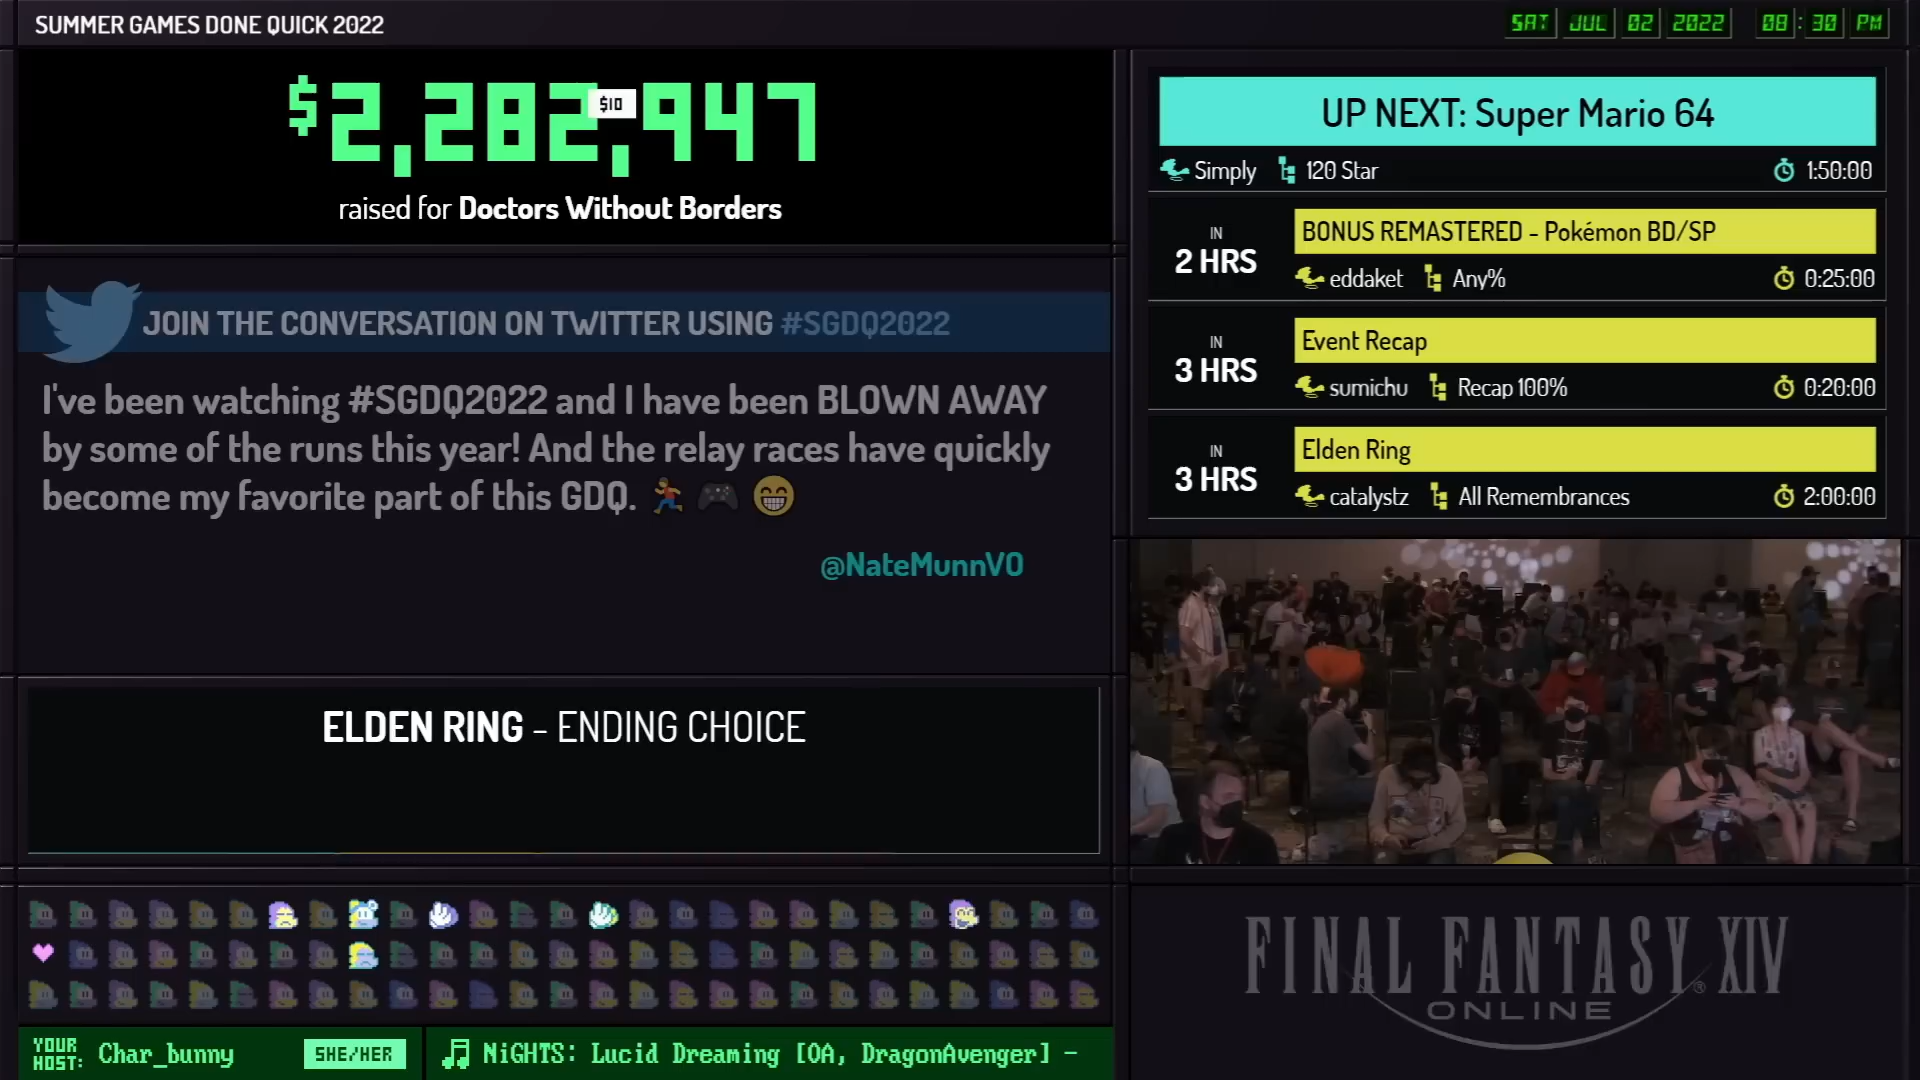 SUMMER GAMES DONE QUICK 2022
SAT JUL 02 2022 08:30 PM
$2,282,947
$10
raised for Doctors Without Borders
JOIN THE CONVERSATION ON TWITTER USING #SGDQ2022
I've been watching #SGDQ2022 and I have been BLOWN AWAY
by some of the runs this year! And the relay races have quickly
become my favorite part of this GDQ. 🏃 🎮 😁
@NateMunnVO
ELDEN RING - ENDING CHOICE
UP NEXT: Super Mario 64
Simply 120 Star 1:50:00
IN
2 HRS
BONUS REMASTERED - Pokémon BD/SP
eddaket Any% 0:25:00
IN
3 HRS
Event Recap
sumichu Recap 100% 0:20:00
IN
3 HRS
Elden Ring
catalystz All Remembrances 2:00:00
FINAL FANTASY® XIV
ONLINE
YOUR
HOST: Char_bunny SHE/HER
NiGHTS: Lucid Dreaming [OA, DragonAvenger] -